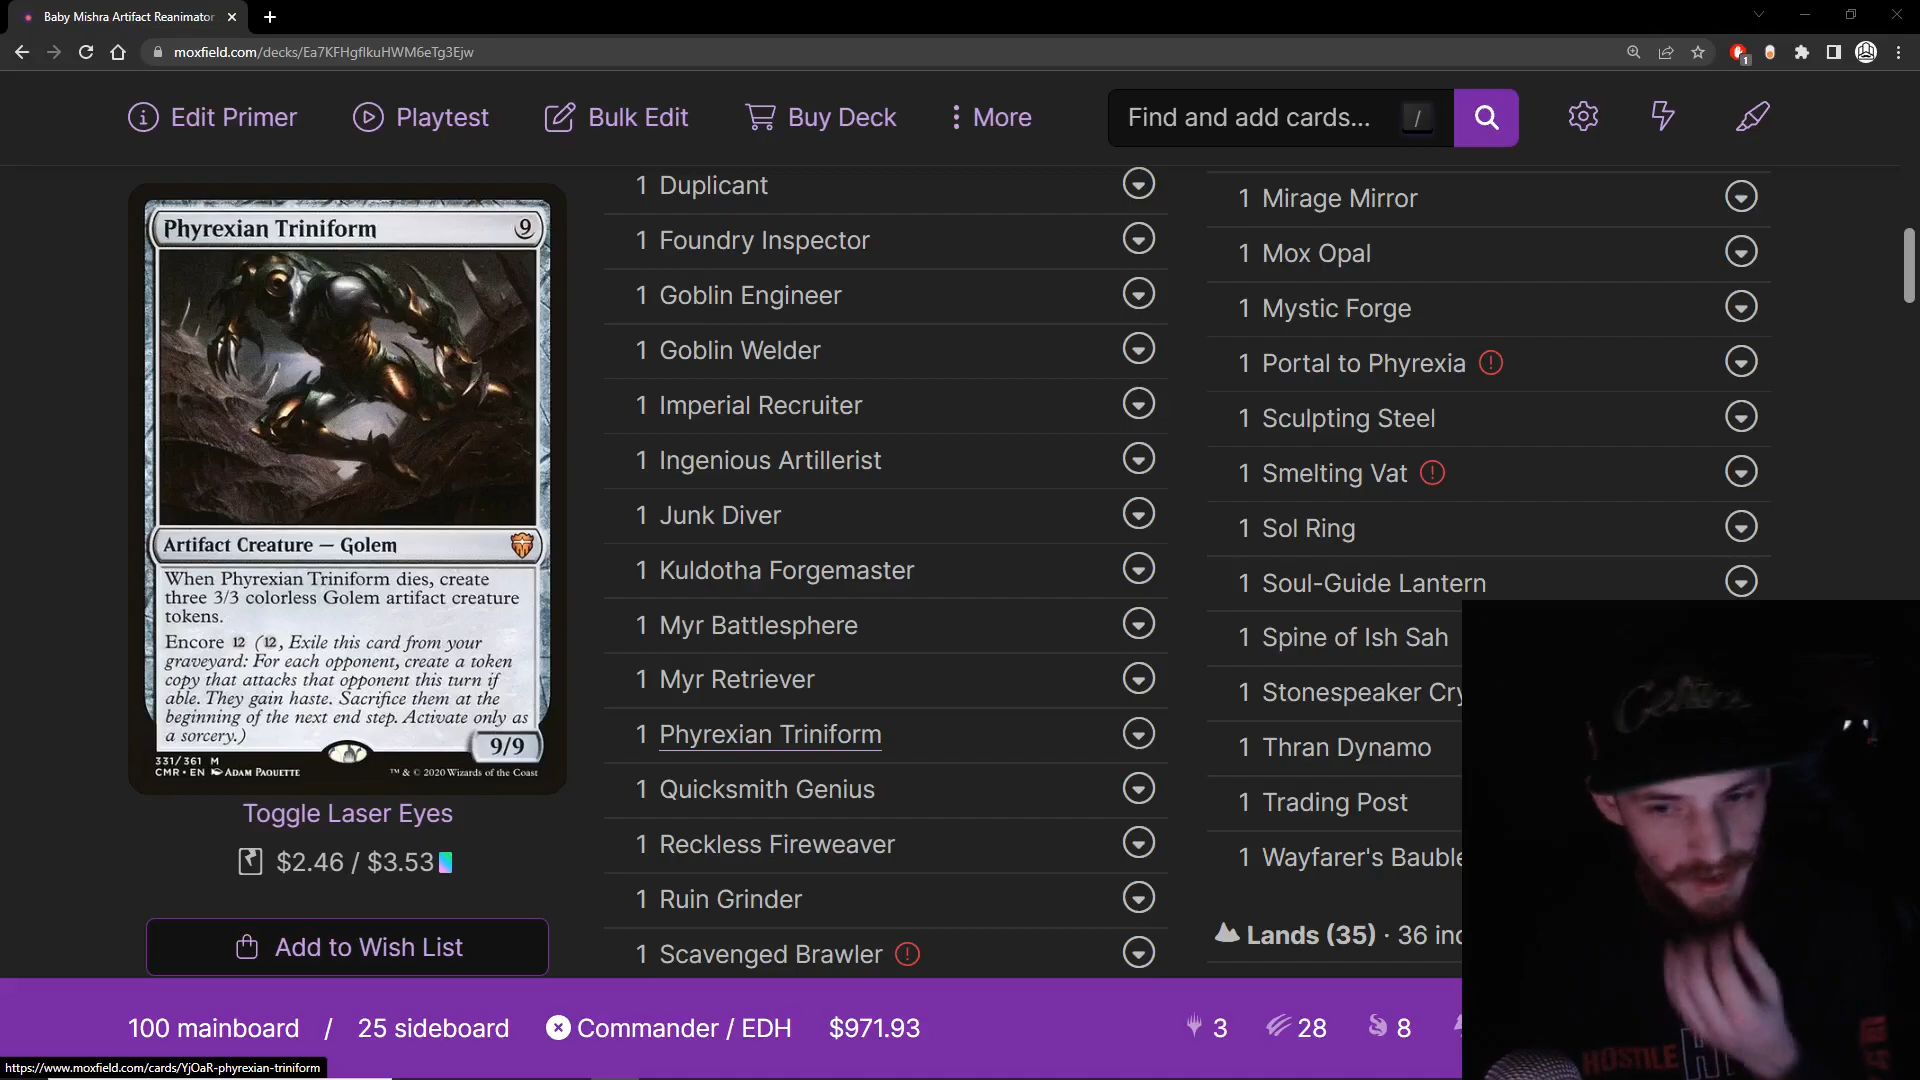 Baby Mishra Artifact Reanimator
moxfield.com/decks/Ea7KFHgflkuHWM6eTg3Ejw
1
Edit Primer
Playtest
Bulk Edit
Buy Deck
More
Find and add cards...
/
Phyrexian Triniform 9
Artifact Creature — Golem
When Phyrexian Triniform dies, create
three 3/3 colorless Golem artifact creature
tokens.
Encore 12 (12, Exile this card from your
graveyard: For each opponent, create a token
copy that attacks that opponent this turn if
able. They gain haste. Sacrifice them at the
beginning of the next end step. Activate only as
a sorcery.)
9/9
331/361 M
CMR • EN ADAM PAQUETTE
™ & © 2020 Wizards of the Coast
Toggle Laser Eyes
$2.46 / $3.53
Add to Wish List
1 Duplicant
1 Foundry Inspector
1 Goblin Engineer
1 Goblin Welder
1 Imperial Recruiter
1 Ingenious Artillerist
1 Junk Diver
1 Kuldotha Forgemaster
1 Myr Battlesphere
1 Myr Retriever
1 Phyrexian Triniform
1 Quicksmith Genius
1 Reckless Fireweaver
1 Ruin Grinder
1 Scavenged Brawler
1 Mirage Mirror
1 Mox Opal
1 Mystic Forge
1 Portal to Phyrexia
1 Sculpting Steel
1 Smelting Vat
1 Sol Ring
1 Soul-Guide Lantern
1 Spine of Ish Sah
1 Stonespeaker Cry
1 Thran Dynamo
1 Trading Post
1 Wayfarer's Bauble
Lands (35) · 36 inc
100 mainboard / 25 sideboard
Commander / EDH
$971.93
3
28
8
https://www.moxfield.com/cards/YjOaR-phyrexian-triniform
HOSTILE